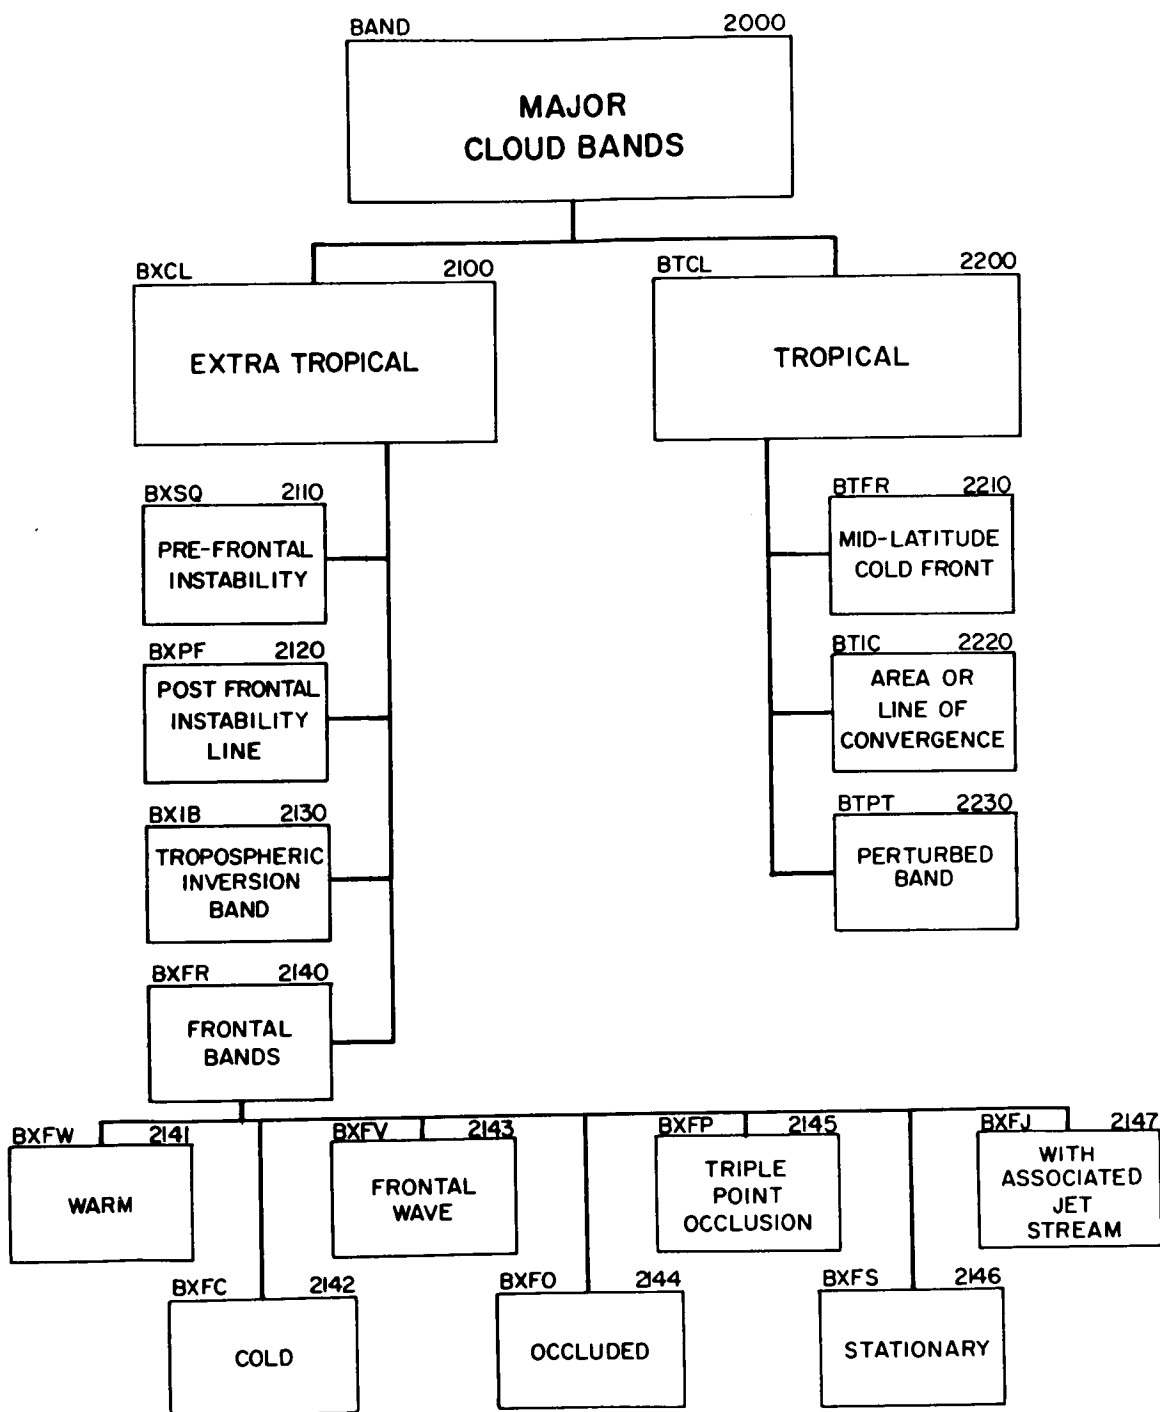 BAND 2000
MAJOR
CLOUD BANDS
BXCL 2100
EXTRA TROPICAL
BTCL 2200
TROPICAL
BXSQ 2110
PRE-FRONTAL
INSTABILITY
BXPF 2120
POST FRONTAL
INSTABILITY
LINE
BXIB 2130
TROPOSPHERIC
INVERSION
BAND
BXFR 2140
FRONTAL
BANDS
BTFR 2210
MID-LATITUDE
COLD FRONT
BTIC 2220
AREA OR
LINE OF
CONVERGENCE
BTPT 2230
PERTURBED
BAND
BXFW 2141
WARM
BXFC 2142
COLD
BXFV 2143
FRONTAL
WAVE
BXFO 2144
OCCLUDED
BXFP 2145
TRIPLE
POINT
OCCLUSION
BXFS 2146
STATIONARY
BXFJ 2147
WITH
ASSOCIATED
JET
STREAM